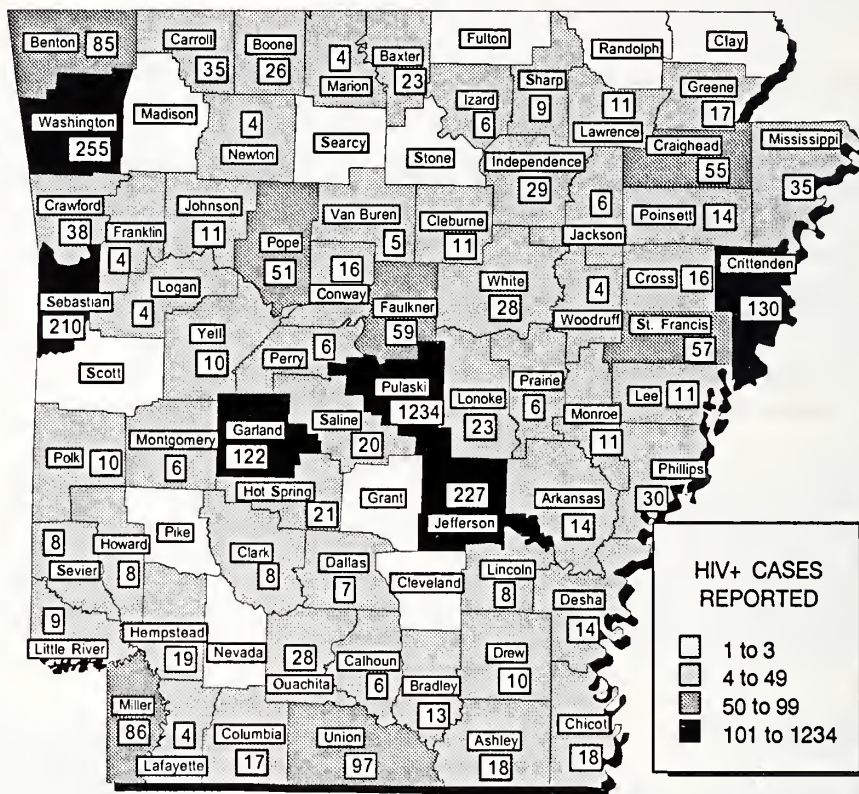 Benton 85
Carroll 35
Boone 26
4 Marion
Baxter 23
Fulton
Randolph
Clay
Sharp 9
Izard 6
11 Lawrence
Greene 17
Washington 255
Madison
4 Newton
Searcy
Stone
Independence 29
Craighead 55
Mississippi 35
Crawford 38
Franklin 4
Johnson 11
Pope 51
Van Buren 5
Cleburne 11
6 Jackson
Poinsett 14
Sebastian 210
Logan 4
16 Conway
Faulkner 59
White 28
4 Woodruff
Cross 16
Crittenden 130
St. Francis 57
Scott
Yell 10
Perry 6
Pulaski 1234
Lonoke 23
Praine 6
Monroe 11
Lee 11
Polk 10
Montgomery 6
Garland 122
Saline 20
Hot Spring 21
Grant
227 Jefferson
Arkansas 14
Phillips 30
8 Sevier
Howard 8
Pike
Clark 8
Dallas 7
Cleveland
Lincoln 8
Desha 14
9 Little River
Hempstead 19
Nevada
28 Ouachita
Calhoun 6
Bradley 13
Drew 10
Miller 86
4 Lafayette
Columbia 17
Union 97
Ashley 18
Chicot 18
HIV+ CASES
REPORTED
1 to 3
4 to 49
50 to 99
101 to 1234